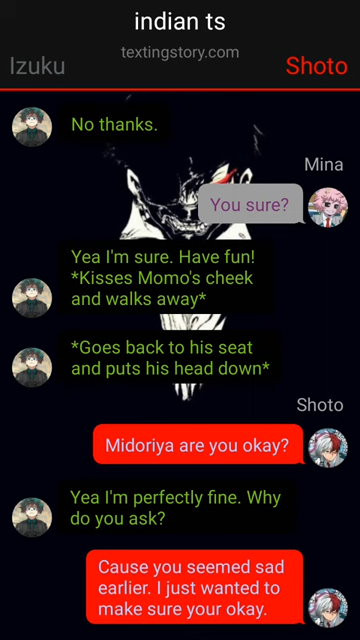 indian ts
textingstory.com
Izuku
Shoto
No thanks.
Mina
You sure?
Yea I'm sure. Have fun!
*Kisses Momo's cheek
and walks away*
*Goes back to his seat
and puts his head down*
Shoto
Midoriya are you okay?
Yea I'm perfectly fine. Why
do you ask?
Cause you seemed sad
earlier. I just wanted to
make sure your okay.